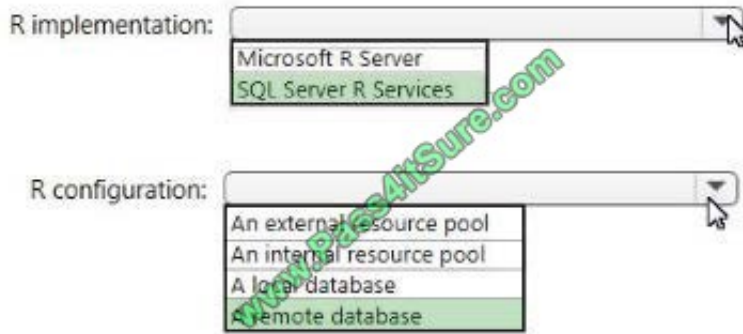 R implementation:
Microsoft R Server
SQL Server R Services
R configuration:
An external resource pool
An internal resource pool
A local database
A remote database
www.Pass4itSure.com